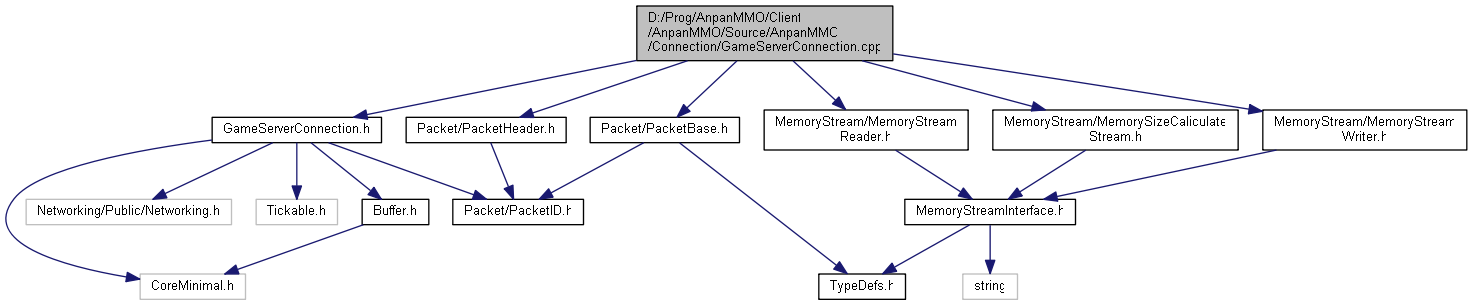 D:/Prog/AnpanMMO/Client
/AnpanMMO/Source/AnpanMMO
/Connection/GameServerConnection.cpp
GameServerConnection.h
Packet/PacketHeader.h
Packet/PacketBase.h
MemoryStream/MemoryStream
Reader.h
MemoryStream/MemorySizeCaliculate
Stream.h
MemoryStream/MemoryStream
Writer.h
Networking/Public/Networking.h
Tickable.h
Buffer.h
Packet/PacketID.h
MemoryStreamInterface.h
CoreMinimal.h
TypeDefs.h
string